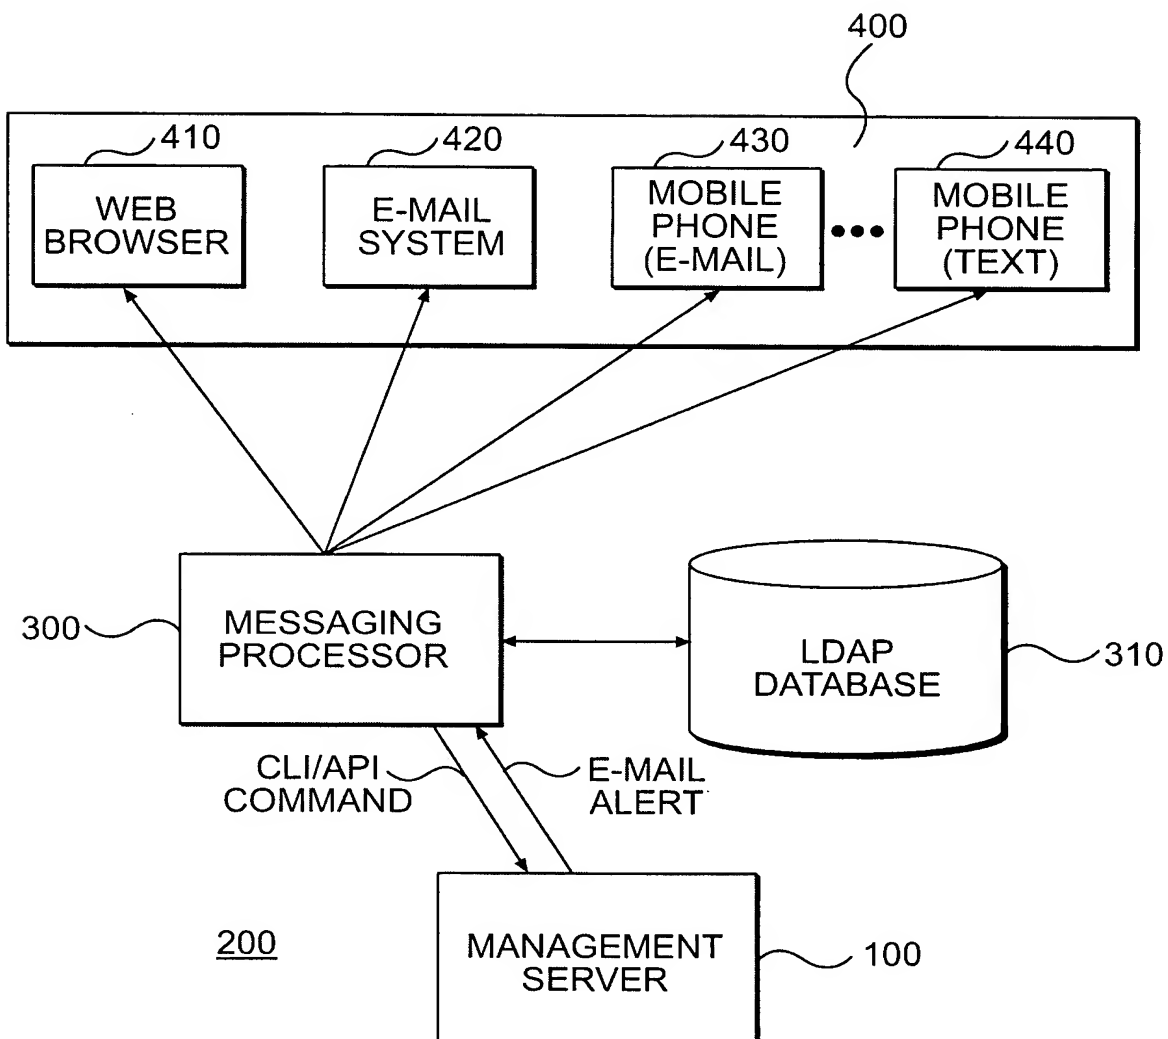 400
410
420
430
440
WEB
BROWSER
E-MAIL
SYSTEM
MOBILE
PHONE
(E-MAIL)
MOBILE
PHONE
(TEXT)
300
MESSAGING
PROCESSOR
LDAP
DATABASE
310
CLI/API
COMMAND
E-MAIL
ALERT
200
MANAGEMENT
SERVER
100